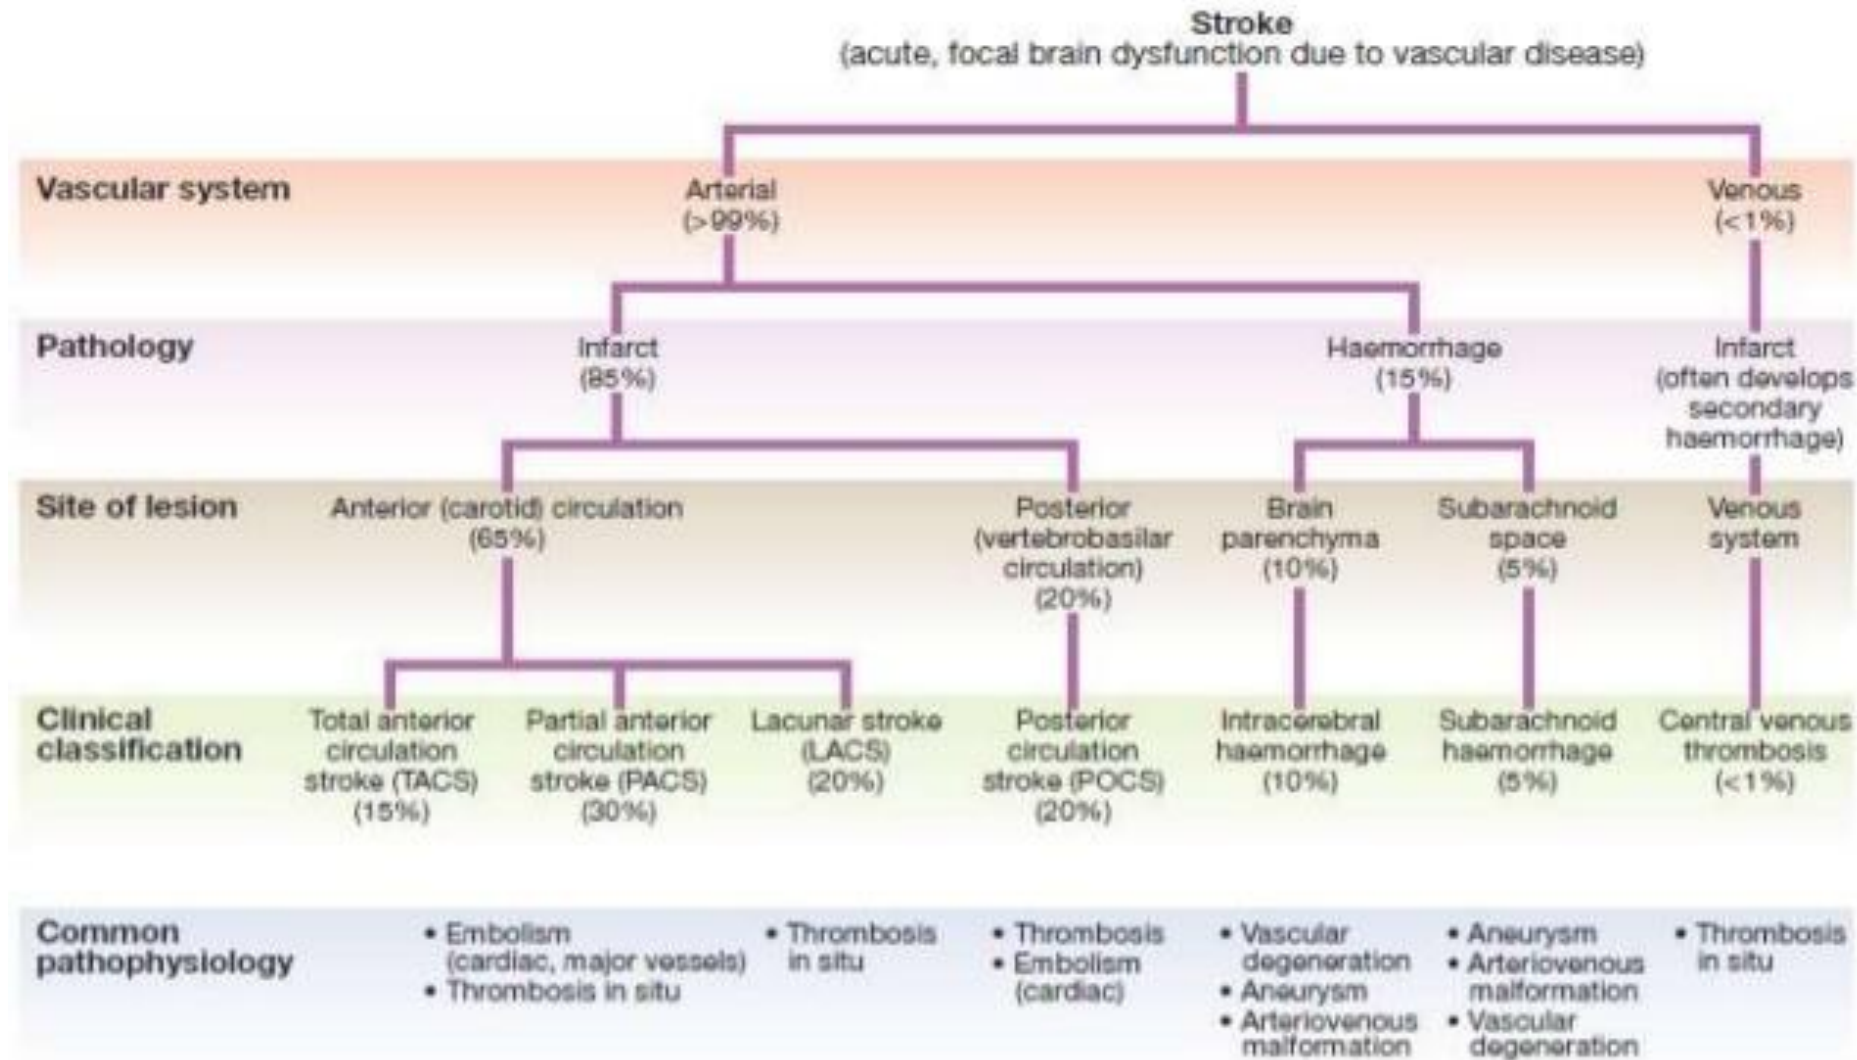 Stroke
(acute, focal brain dysfunction due to vascular disease)
Vascular system
Arterial
(>99%)
Venous
(<1%)
Pathology
Infarct
(85%)
Haemorrhage
(15%)
Infarct
(often develops
secondary
haemorrhage)
Site of lesion
Anterior (carotid) circulation
(65%)
Posterior
(vertebrobasilar
circulation)
(20%)
Brain
parenchyma
(10%)
Subarachnoid
space
(5%)
Venous
system
Clinical
classification
Total anterior
circulation
stroke (TACS)
(15%)
Partial anterior
circulation
stroke (PACS)
(30%)
Lacunar stroke
(LACS)
(20%)
Posterior
circulation
stroke (POCS)
(20%)
Intracerebral
haemorrhage
(10%)
Subarachnoid
haemorrhage
(5%)
Central venous
thrombosis
(<1%)
Common
pathophysiology
• Embolism
(cardiac, major vessels)
• Thrombosis in situ
• Thrombosis
in situ
• Thrombosis
• Embolism
(cardiac)
• Vascular
degeneration
• Aneurysm
• Arteriovenous
malformation
• Aneurysm
• Arteriovenous
malformation
• Vascular
degeneration
• Thrombosis
in situ